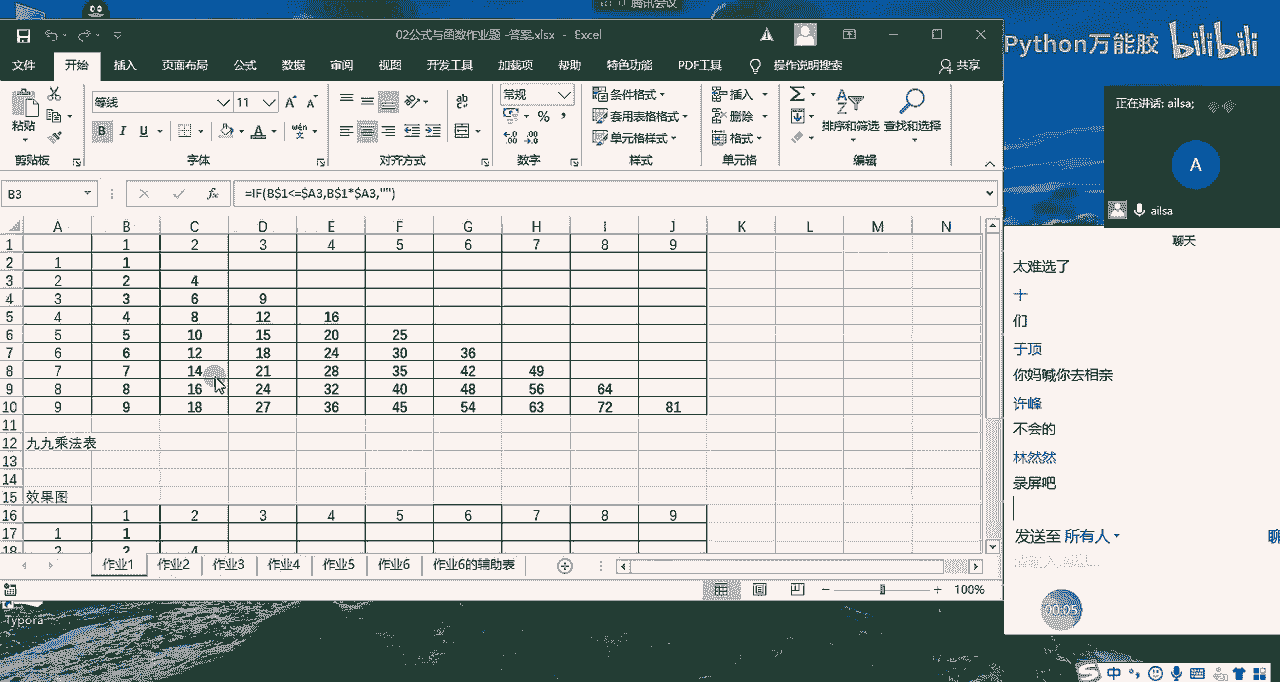 腾讯会议
02公式与函数作业题 -答案.xlsx - Excel
文件 开始 插入 页面布局 公式 数据 审阅 视图 开发工具 加载项 帮助 特色功能 PDF工具 操作说明搜索 共享
粘贴 等线 11 常规 条件格式 套用表格格式 单元格样式 插入 删除 格式 排序和筛选 查找和选择
剪贴板 字体 对齐方式 数字 样式 单元格 编辑
B3 =IF(B$1<=$A3,B$1*$A3,"")
A B C D E F G H I J K L M N
1 1 2 3 4 5 6 7 8 9
2 1 1
3 2 2 4
4 3 3 6 9
5 4 4 8 12 16
6 5 5 10 15 20 25
7 6 6 12 18 24 30 36
8 7 7 14 21 28 35 42 49
9 8 8 16 24 32 40 48 56 64
10 9 9 18 27 36 45 54 63 72 81
11
12 九九乘法表
13
14
15 效果图
16 1 2 3 4 5 6 7 8 9
17 1 1
18 2 2 4
作业1 作业2 作业3 作业4 作业5 作业6 作业6的辅助表
100%
Typora
Python万能胶 bilibili
正在讲话: ailsa;
A
ailsa
聊天
太难选了
十
们
于顶
你妈喊你去相亲
许峰
不会的
林然然
录屏吧
发送至 所有人
00:05
中